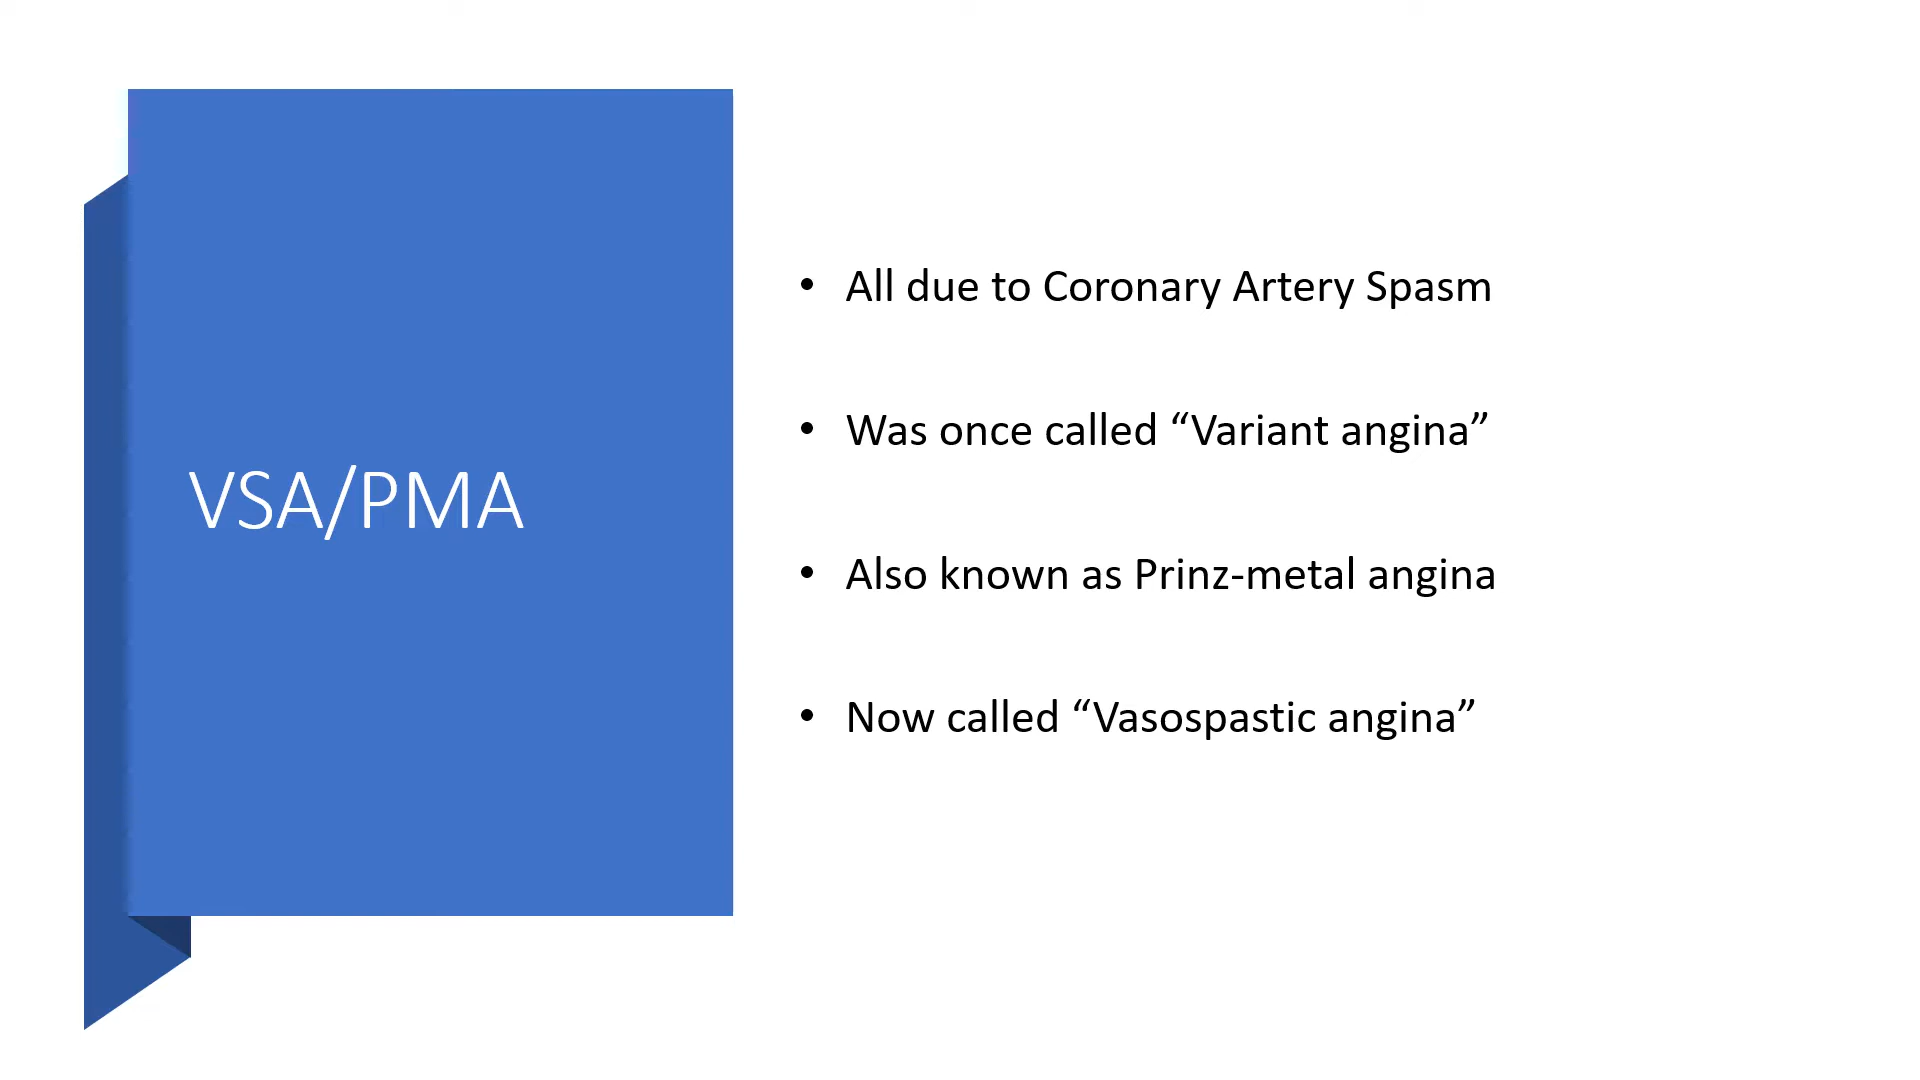 VSA/PMA
• All due to Coronary Artery Spasm
• Was once called “Variant angina”
• Also known as Prinz-metal angina
• Now called “Vasospastic angina”